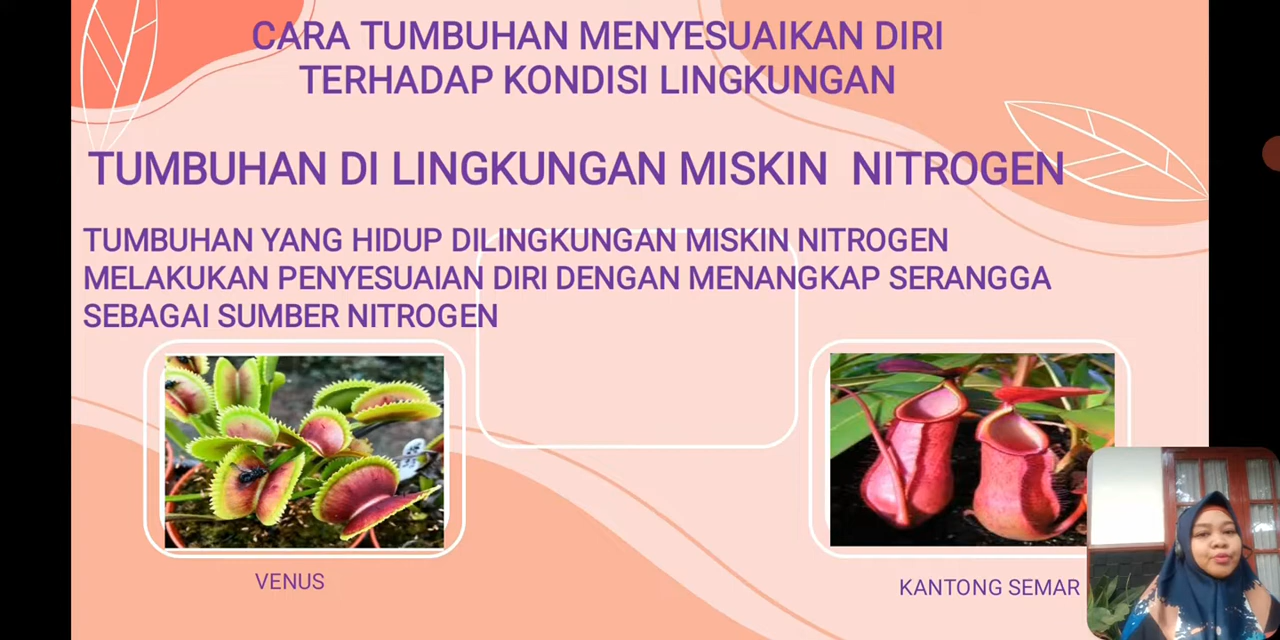 CARA TUMBUHAN MENYESUAIKAN DIRI
TERHADAP KONDISI LINGKUNGAN
TUMBUHAN DI LINGKUNGAN MISKIN NITROGEN
TUMBUHAN YANG HIDUP DILINGKUNGAN MISKIN NITROGEN
MELAKUKAN PENYESUAIAN DIRI DENGAN MENANGKAP SERANGGA
SEBAGAI SUMBER NITROGEN
VENUS
KANTONG SEMAR